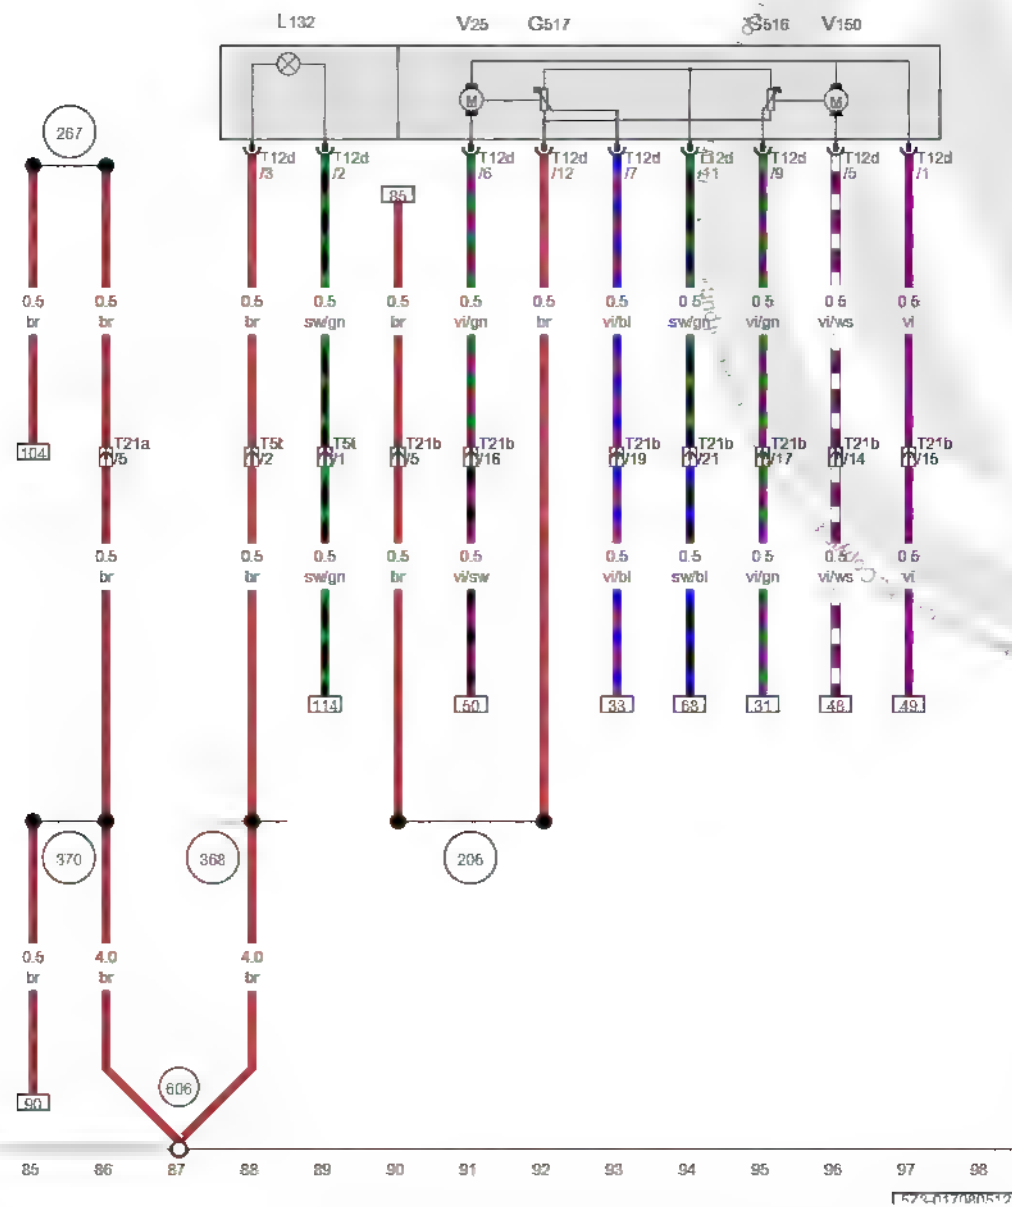 L132 V25 G517 G516 V150
267
T12d T12d T12d T12d T12d T12d T12d T12d T12d
/3 /2 /6 /12 /7 /11 /9 /5 /1
85
0.5 0.5 0.5 0.5 0.5 0.5 0.5 0.5 0.5 0.5 0.5 0.5
br br br sw/gn br vi/gn br vi/bl sw/gn vi/gn vi/ws vi
T21a T5t T5t T21b T21b T21b T21b T21b T21b T21b
104 /5 /2 /1 /5 /16 /19 /21 /17 /14 /15
0.5 0.5 0.5 0.5 0.5 0.5 0.5 0.5 0.5 0.5
br br sw/gn br vi/sw vi/bl sw/bl vi/gn vi/ws vi
114 50 33 68 31 48 49
370 368 206
0.5 4.0 4.0
br br br
606
90
85 86 87 88 89 90 91 92 93 94 95 96 97 98